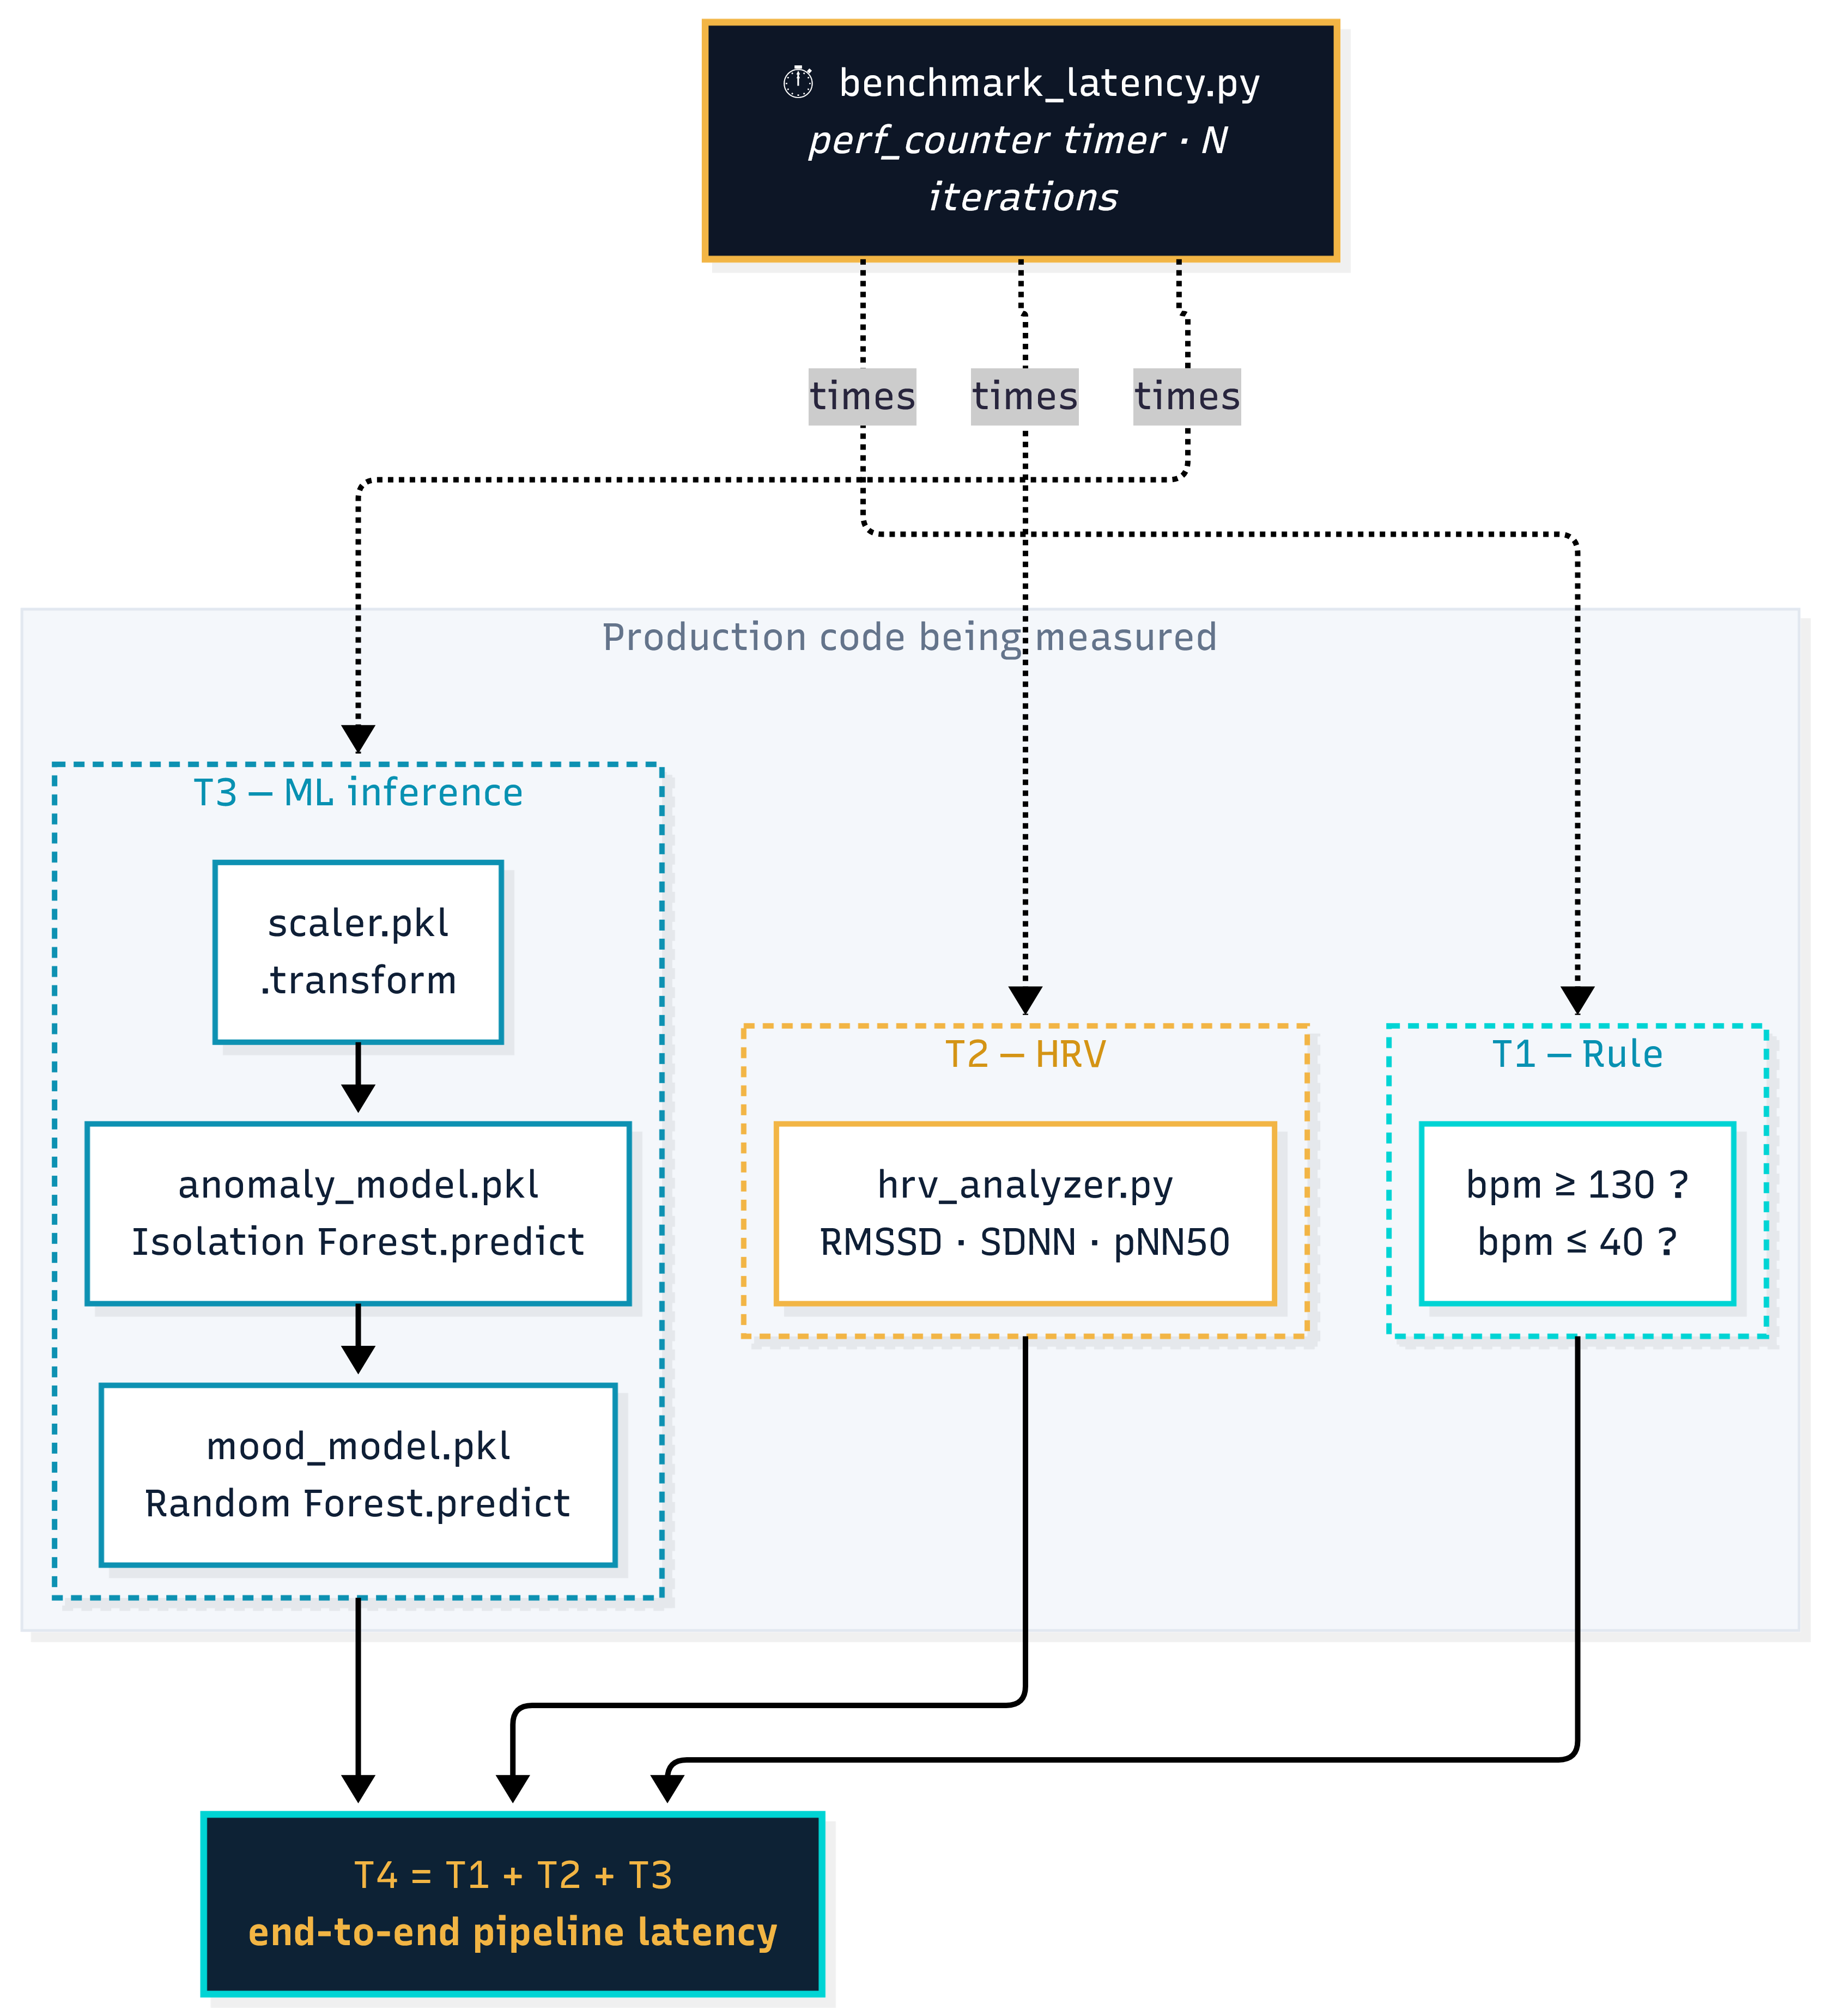 ⏱ benchmark_latency.py
perf_counter timer · N
iterations
times
times
times
Production code being measured
T3 – ML inference
scaler.pkl
.transform
anomaly_model.pkl
Isolation Forest.predict
mood_model.pkl
Random Forest.predict
T2 – HRV
hrv_analyzer.py
RMSSD · SDNN · pNN50
T1 – Rule
bpm ≥ 130 ?
bpm ≤ 40 ?
T4 = T1 + T2 + T3
end-to-end pipeline latency